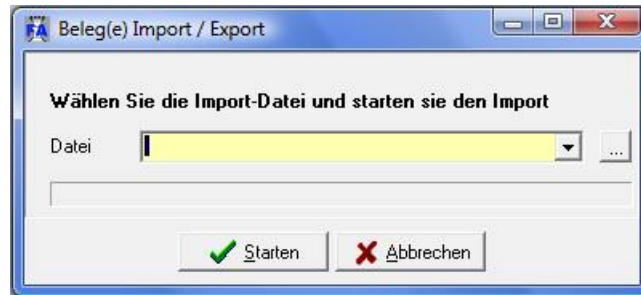 FA Beleg(e) Import / Export
Wählen Sie die Import-Datei und starten sie den Import
Datei
...
Starten Abbrechen